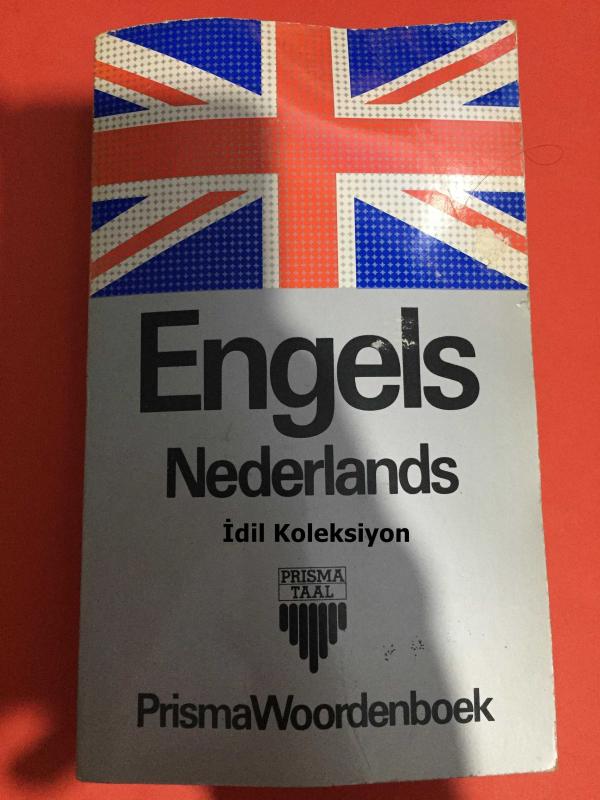 Engels
Nederlands
İdil Koleksiyon
PRISMA
TAAL
PrismaWoordenboek